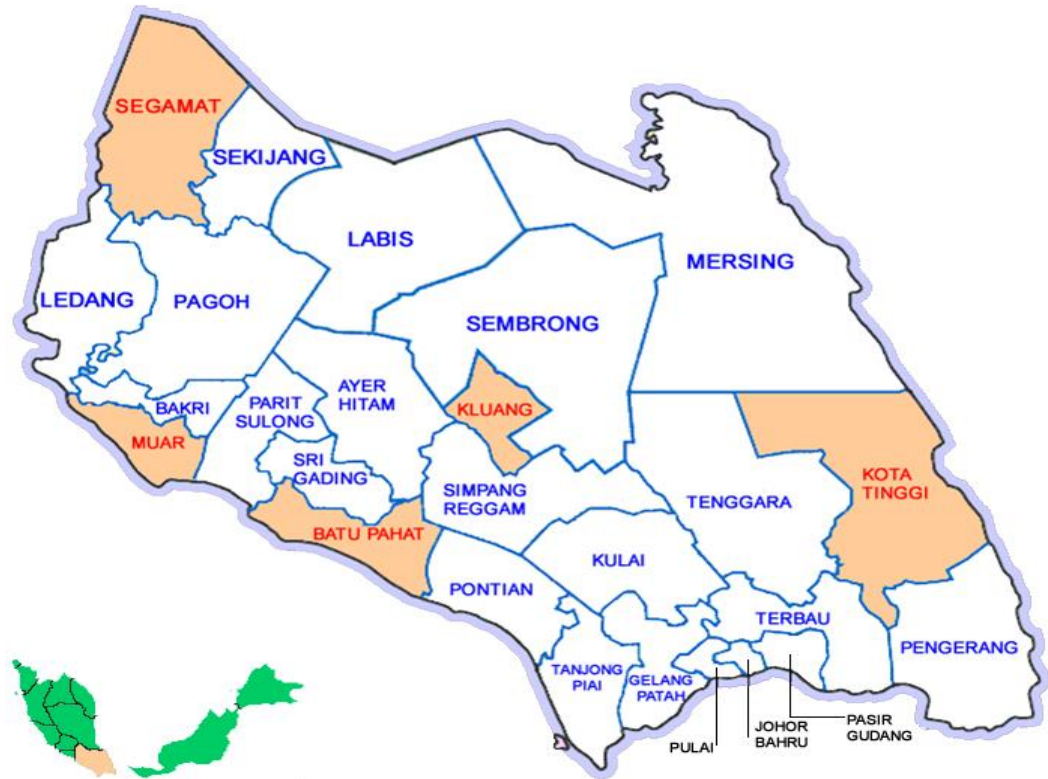 SEGAMAT
SEKIJANG
LABIS
MERSING
LEDANG
PAGOH
SEMBRONG
AYER
HITAM
KLUANG
BAKRI
PARIT
SULONG
MUAR
SRI
GADING
KOTA
TINGGI
TENGGARA
SIMPANG
REGGAM
BATU PAHAT
KULAI
PONTIAN
TERBAU
PENGERANG
TANJONG
PIAI
GELANG
PATAH
PULAI
JOHOR
BAHRU
PASIR
GUDANG